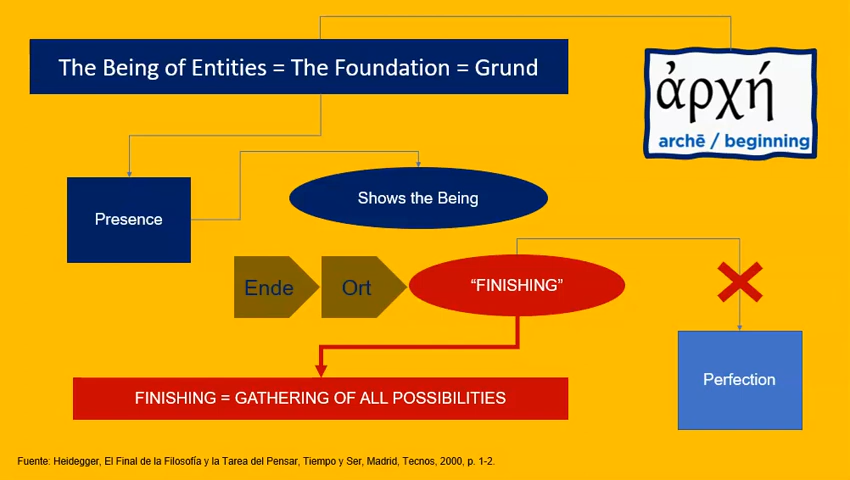 The Being of Entities = The Foundation = Grund
ἀρχή
archē / beginning
Presence
Shows the Being
Ende
Ort
“FINISHING”
Perfection
FINISHING = GATHERING OF ALL POSSIBILITIES
Fuente: Heidegger, El Final de la Filosofía y la Tarea del Pensar, Tiempo y Ser, Madrid, Tecnos, 2000, p. 1-2.